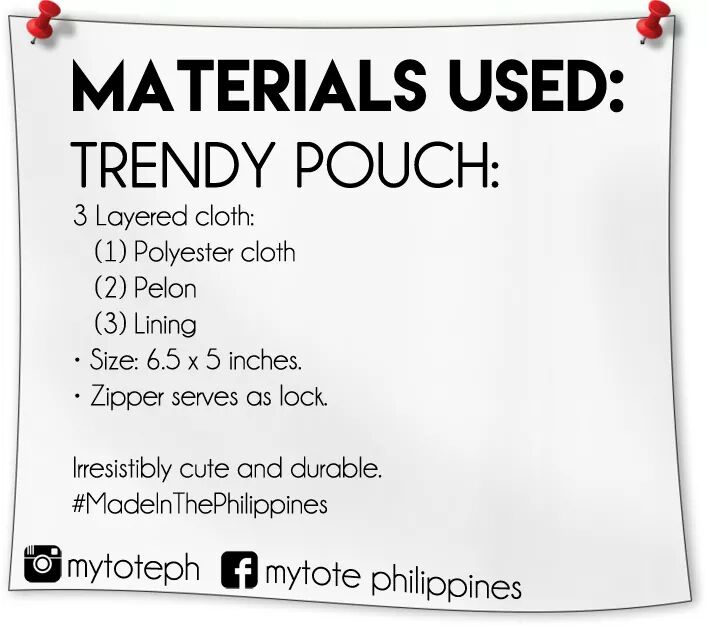 MATERIALS USED:
TRENDY POUCH:
3 Layered cloth:
(1) Polyester cloth
(2) Pelon
(3) Lining
• Size: 6.5 x 5 inches.
• Zipper serves as lock.
Irresistibly cute and durable.
#MadeInThePhilippines
mytoteph f mytote philippines